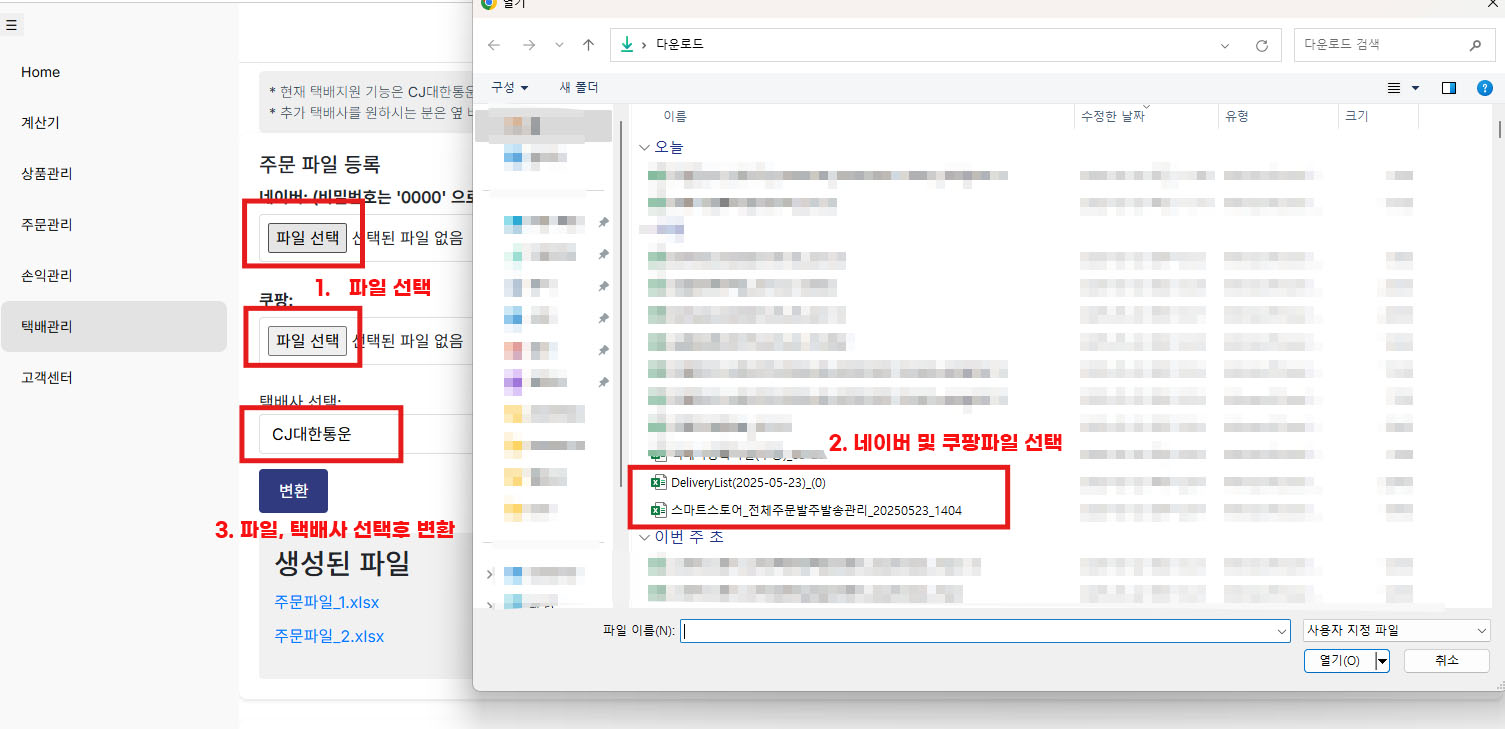 열기
Home
계산기
상품관리
주문관리
손익관리
택배관리
고객센터
* 현재 택배지원 기능은 CJ대한통운
* 추가 택배사를 원하시는 분은 옆
주문 파일 등록
네이버: (비밀번호는 '0000' 으로
파일 선택 선택된 파일 없음
1. 파일 선택
쿠팡:
파일 선택 선택된 파일 없음
택배사 선택:
CJ대한통운
변환
3. 파일, 택배사 선택후 변환
생성된 파일
주문파일_1.xlsx
주문파일_2.xlsx
다운로드
다운로드 검색
구성
새 폴더
이름
수정한 날짜
유형
크기
오늘
2. 네이버 및 쿠팡파일 선택
DeliveryList(2025-05-23)_(0)
스마트스토어_전체주문발주발송관리_20250523_1404
이번 주 초
파일 이름(N):
사용자 지정 파일
열기(O)
취소